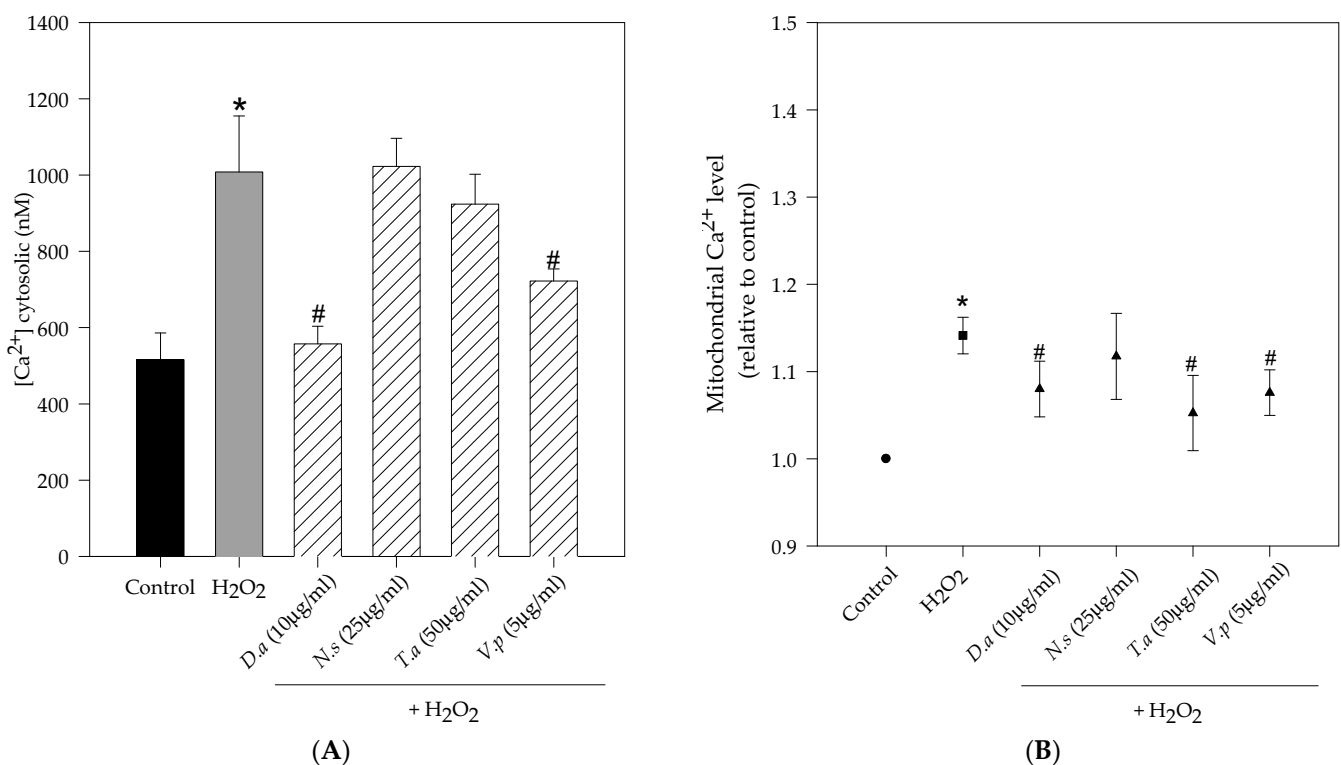 1400
1200
1000
800
600
400
200
0
[Ca2+] cytosolic (nM)
*
#
#
Control
H2O2
D.a (10µg/ml)
N.s (25µg/ml)
T.a (50µg/ml)
V.p (5µg/ml)
+ H2O2
(A)
1.5
1.4
1.3
1.2
1.1
1.0
0.9
Mitochondrial Ca2+ level
(relative to control)
*
#
#
#
Control
H2O2
D.a (10µg/ml)
N.s (25µg/ml)
T.a (50µg/ml)
V.p (5µg/ml)
+ H2O2
(B)